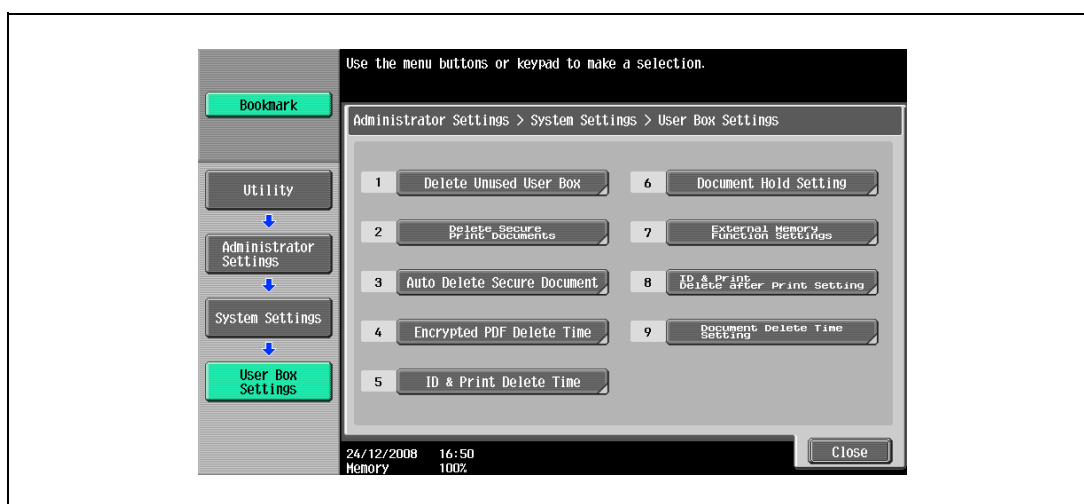 Use the menu buttons or keypad to make a selection.
Bookmark
Administrator Settings > System Settings > User Box Settings
Utility
Administrator
Settings
System Settings
User Box
Settings
1 Delete Unused User Box
2 Delete Secure
Print Documents
3 Auto Delete Secure Document
4 Encrypted PDF Delete Time
5 ID & Print Delete Time
6 Document Hold Setting
7 External Memory
Function Settings
8 ID & Print
Delete after Print Setting
9 Document Delete Time
Setting
24/12/2008 16:50
Memory 100%
Close